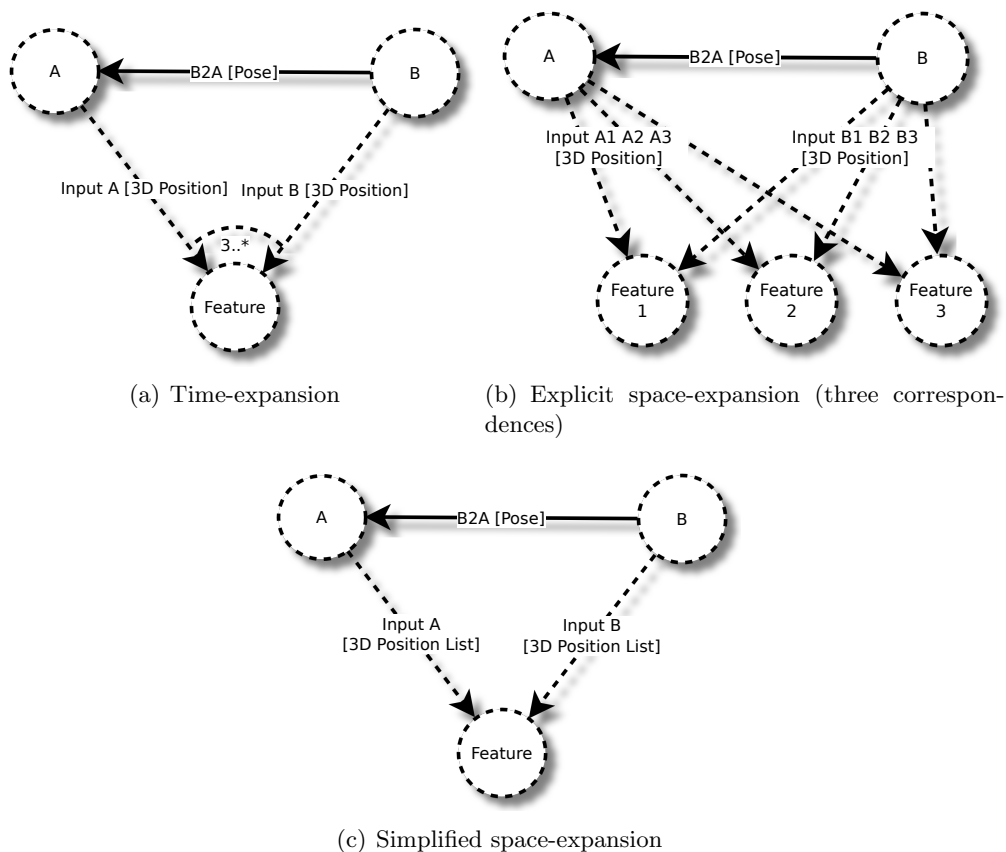 A
B2A [Pose]
B
Input A [3D Position]
Input B [3D Position]
3..*
Feature
(a) Time-expansion
A
B2A [Pose]
B
Input A1 A2 A3
[3D Position]
Input B1 B2 B3
[3D Position]
Feature
1
Feature
2
Feature
3
(b) Explicit space-expansion (three correspon-
dences)
A
B2A [Pose]
B
Input A
[3D Position List]
Input B
[3D Position List]
Feature
(c) Simplified space-expansion